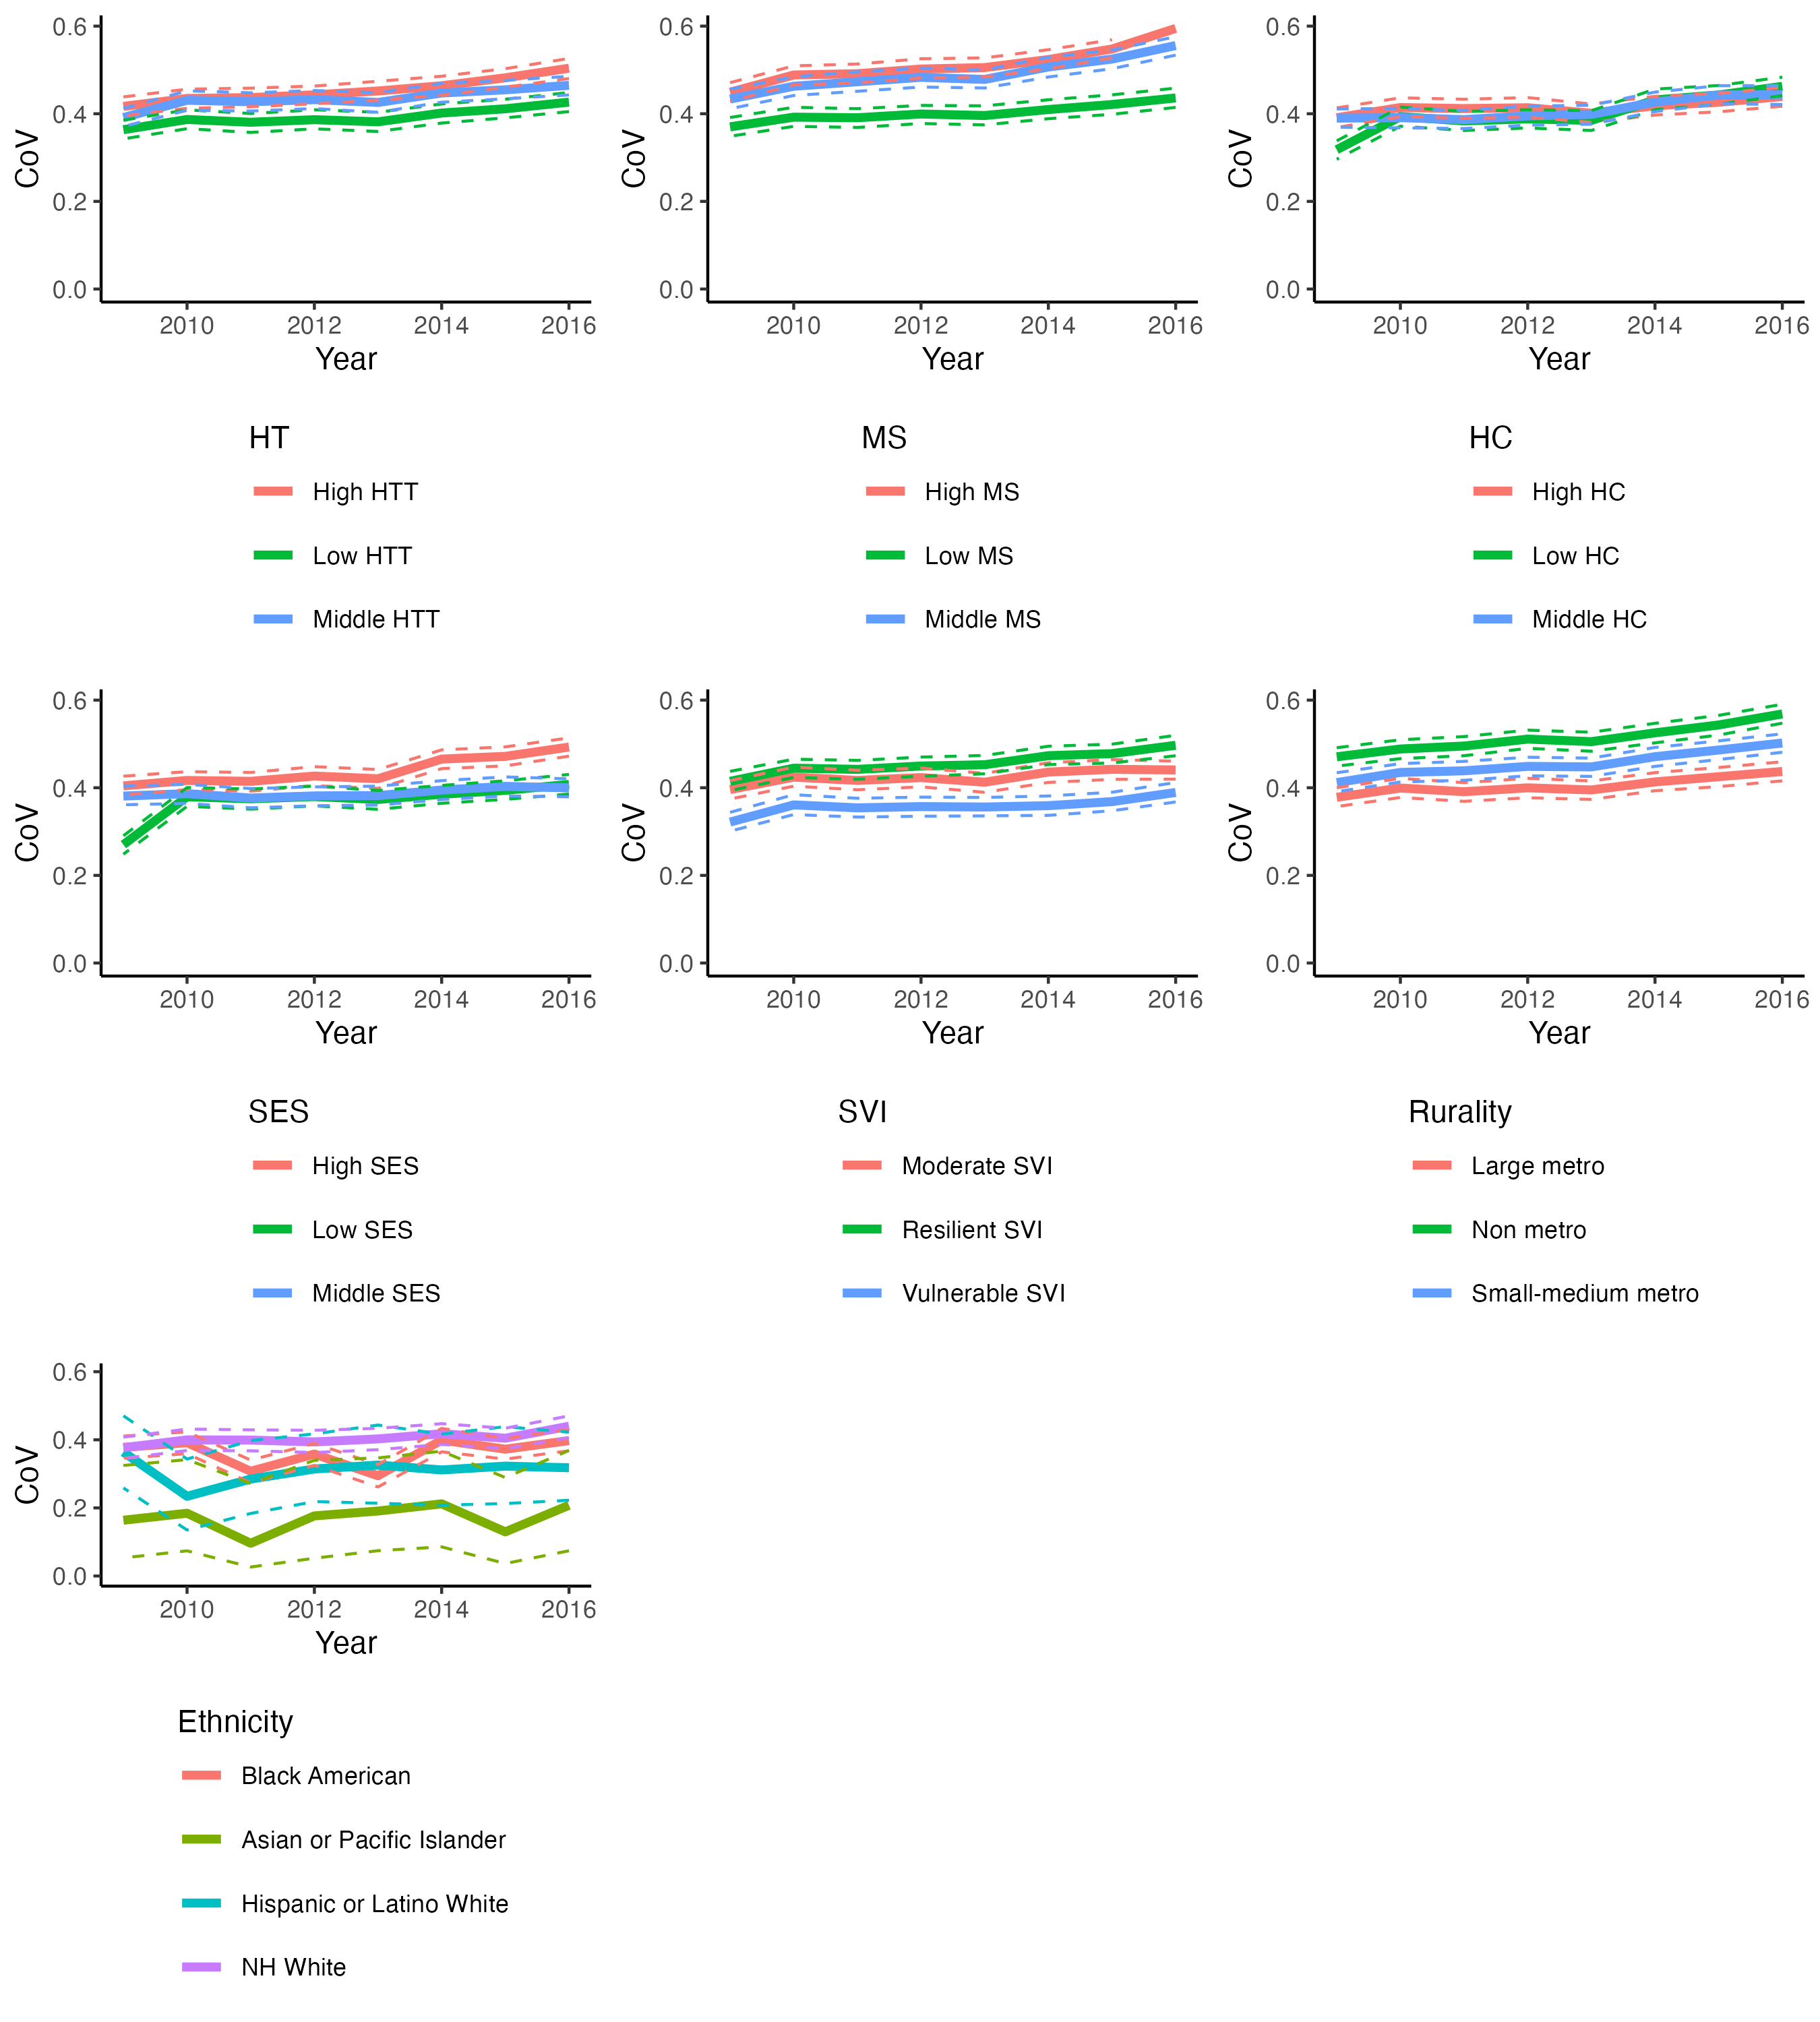 0.6
0.4
0.2
0.0
CoV
2010 2012 2014 2016
Year
HT
High HTT
Low HTT
Middle HTT
0.6
0.4
0.2
0.0
CoV
2010 2012 2014 2016
Year
MS
High MS
Low MS
Middle MS
0.6
0.4
0.2
0.0
CoV
2010 2012 2014 2016
Year
HC
High HC
Low HC
Middle HC
0.6
0.4
0.2
0.0
CoV
2010 2012 2014 2016
Year
SES
High SES
Low SES
Middle SES
0.6
0.4
0.2
0.0
CoV
2010 2012 2014 2016
Year
SVI
Moderate SVI
Resilient SVI
Vulnerable SVI
0.6
0.4
0.2
0.0
CoV
2010 2012 2014 2016
Year
Rurality
Large metro
Non metro
Small-medium metro
0.6
0.4
0.2
0.0
CoV
2010 2012 2014 2016
Year
Ethnicity
Black American
Asian or Pacific Islander
Hispanic or Latino White
NH White